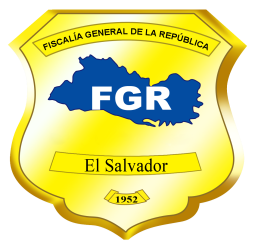 FISCALÍA GENERAL DE LA REPÚBLICA
FGR
El Salvador
1952